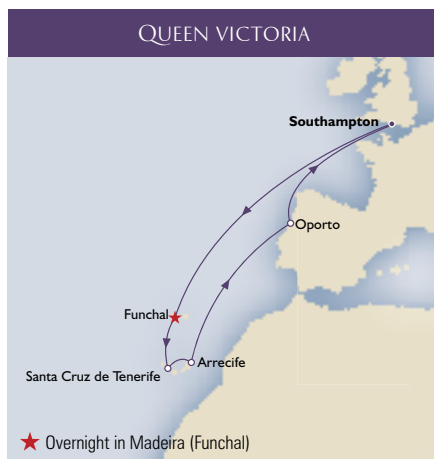 QUEEN VICTORIA
Southampton
Oporto
Funchal
Arrecife
Santa Cruz de Tenerife
Overnight in Madeira (Funchal)